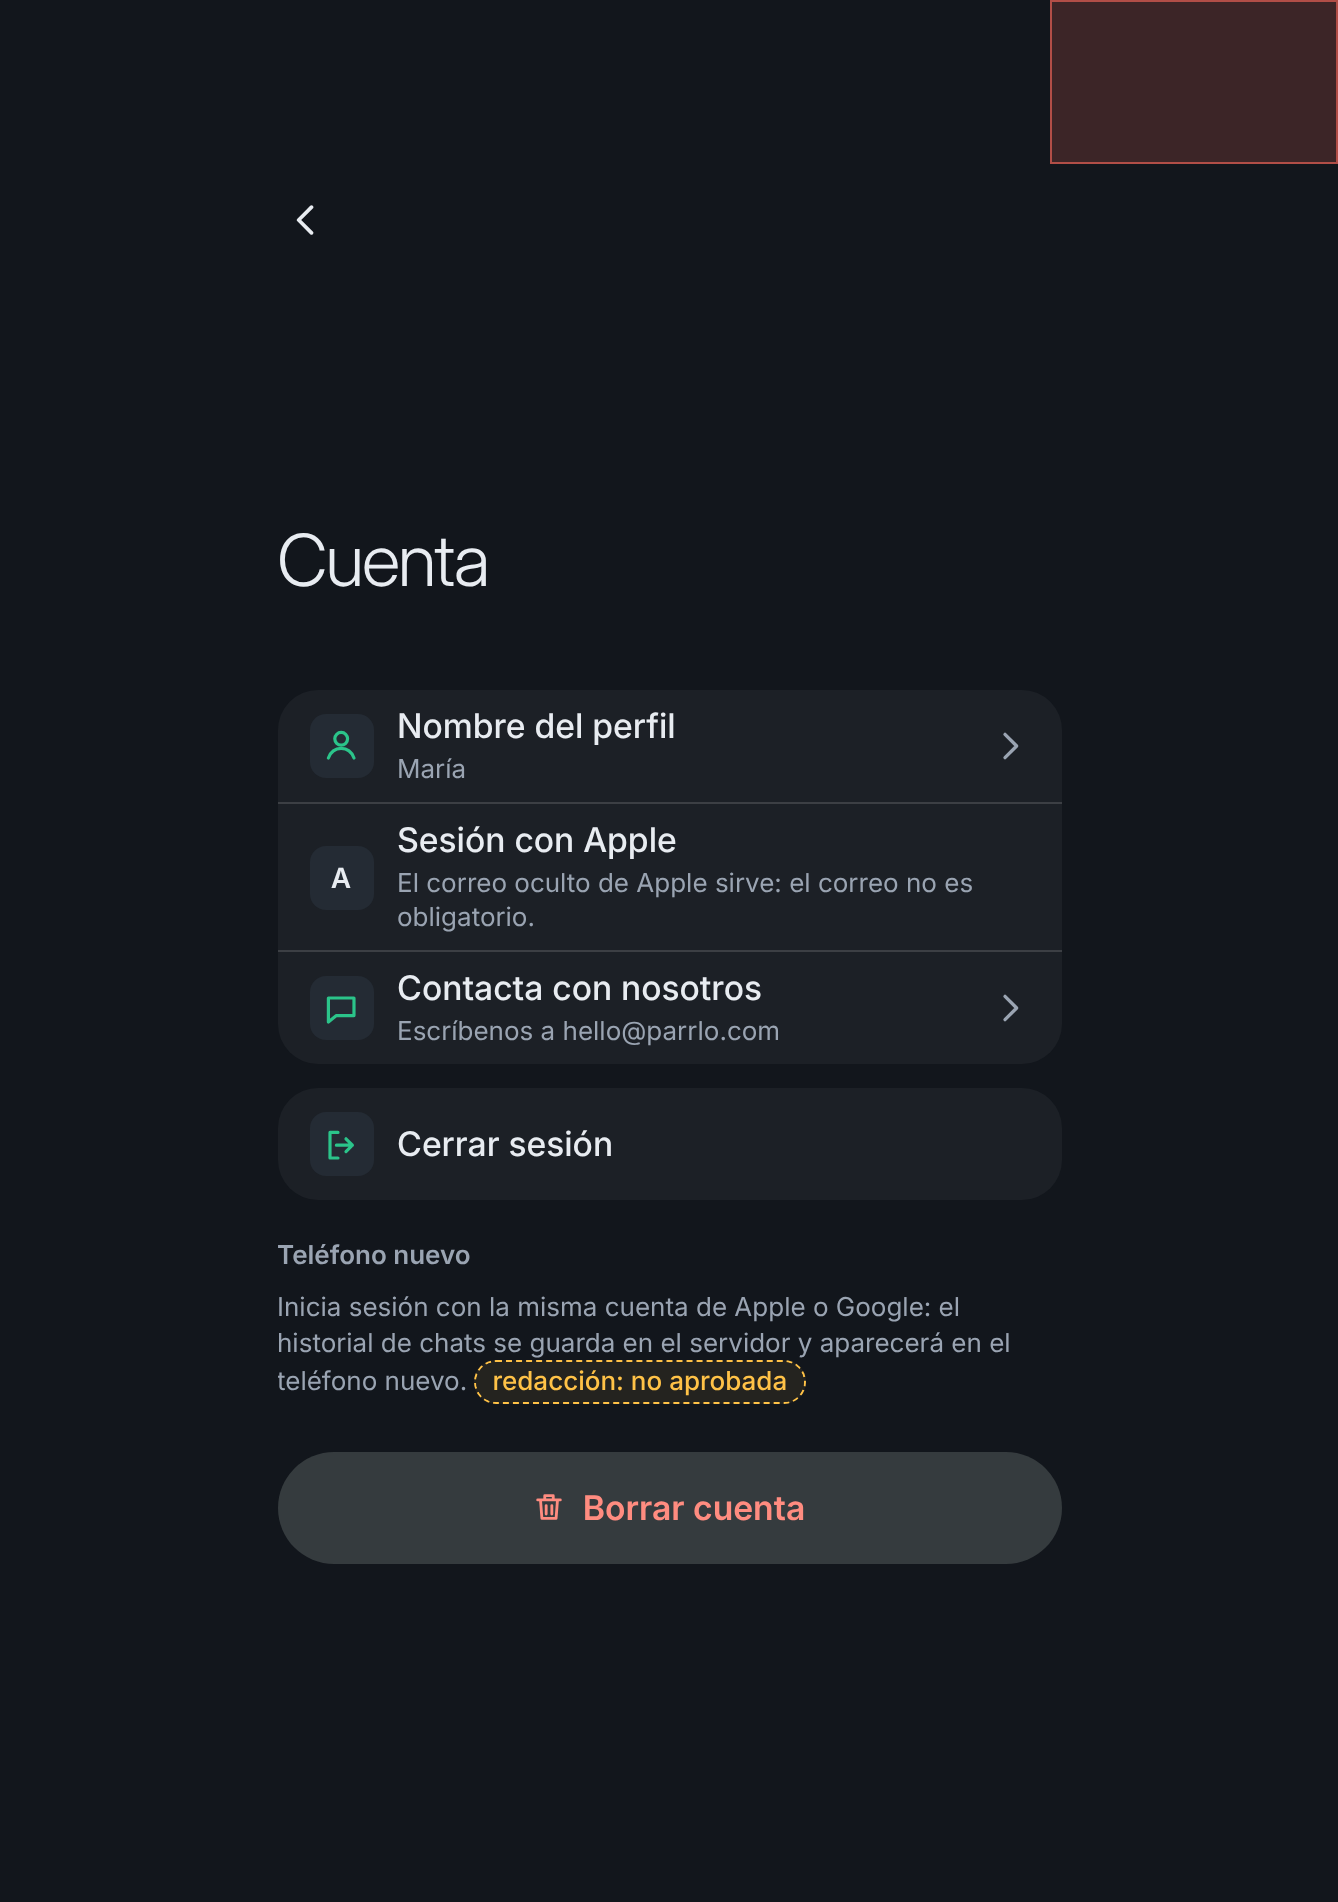 Cuenta
Nombre del perfil
María
A
Sesión con Apple
El correo oculto de Apple sirve: el correo no es
obligatorio.
Contacta con nosotros
Escríbenos a hello@parrlo.com
Cerrar sesión
Teléfono nuevo
Inicia sesión con la misma cuenta de Apple o Google: el
historial de chats se guarda en el servidor y aparecerá en el
teléfono nuevo. redacción: no aprobada
Borrar cuenta